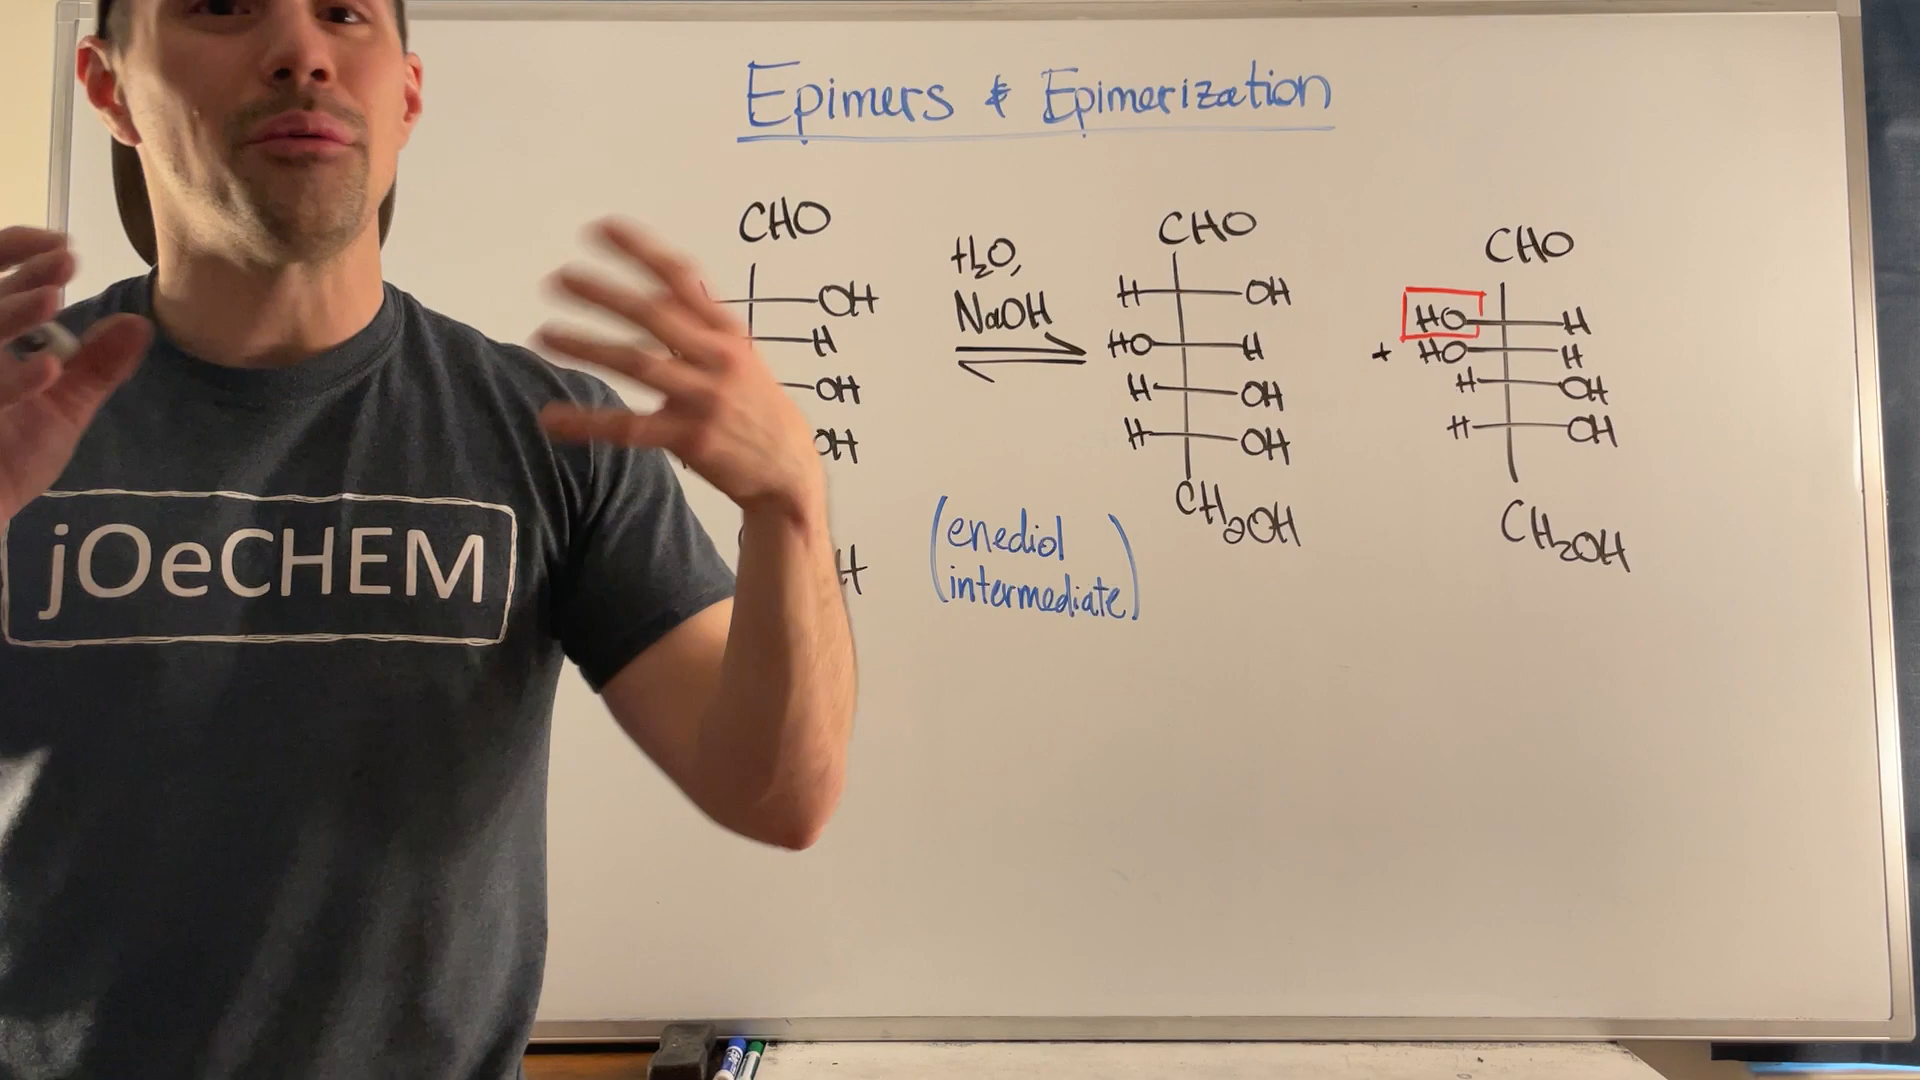 Epimers & Epimerization
CHO
OH
H
OH
OH
H
H₂O,
NaOH
CHO
H OH
HO H
H OH
H OH
CH₂OH
+
CHO
HO H
HO H
H OH
H OH
CH₂OH
(enediol
intermediate)
jOeCHEM